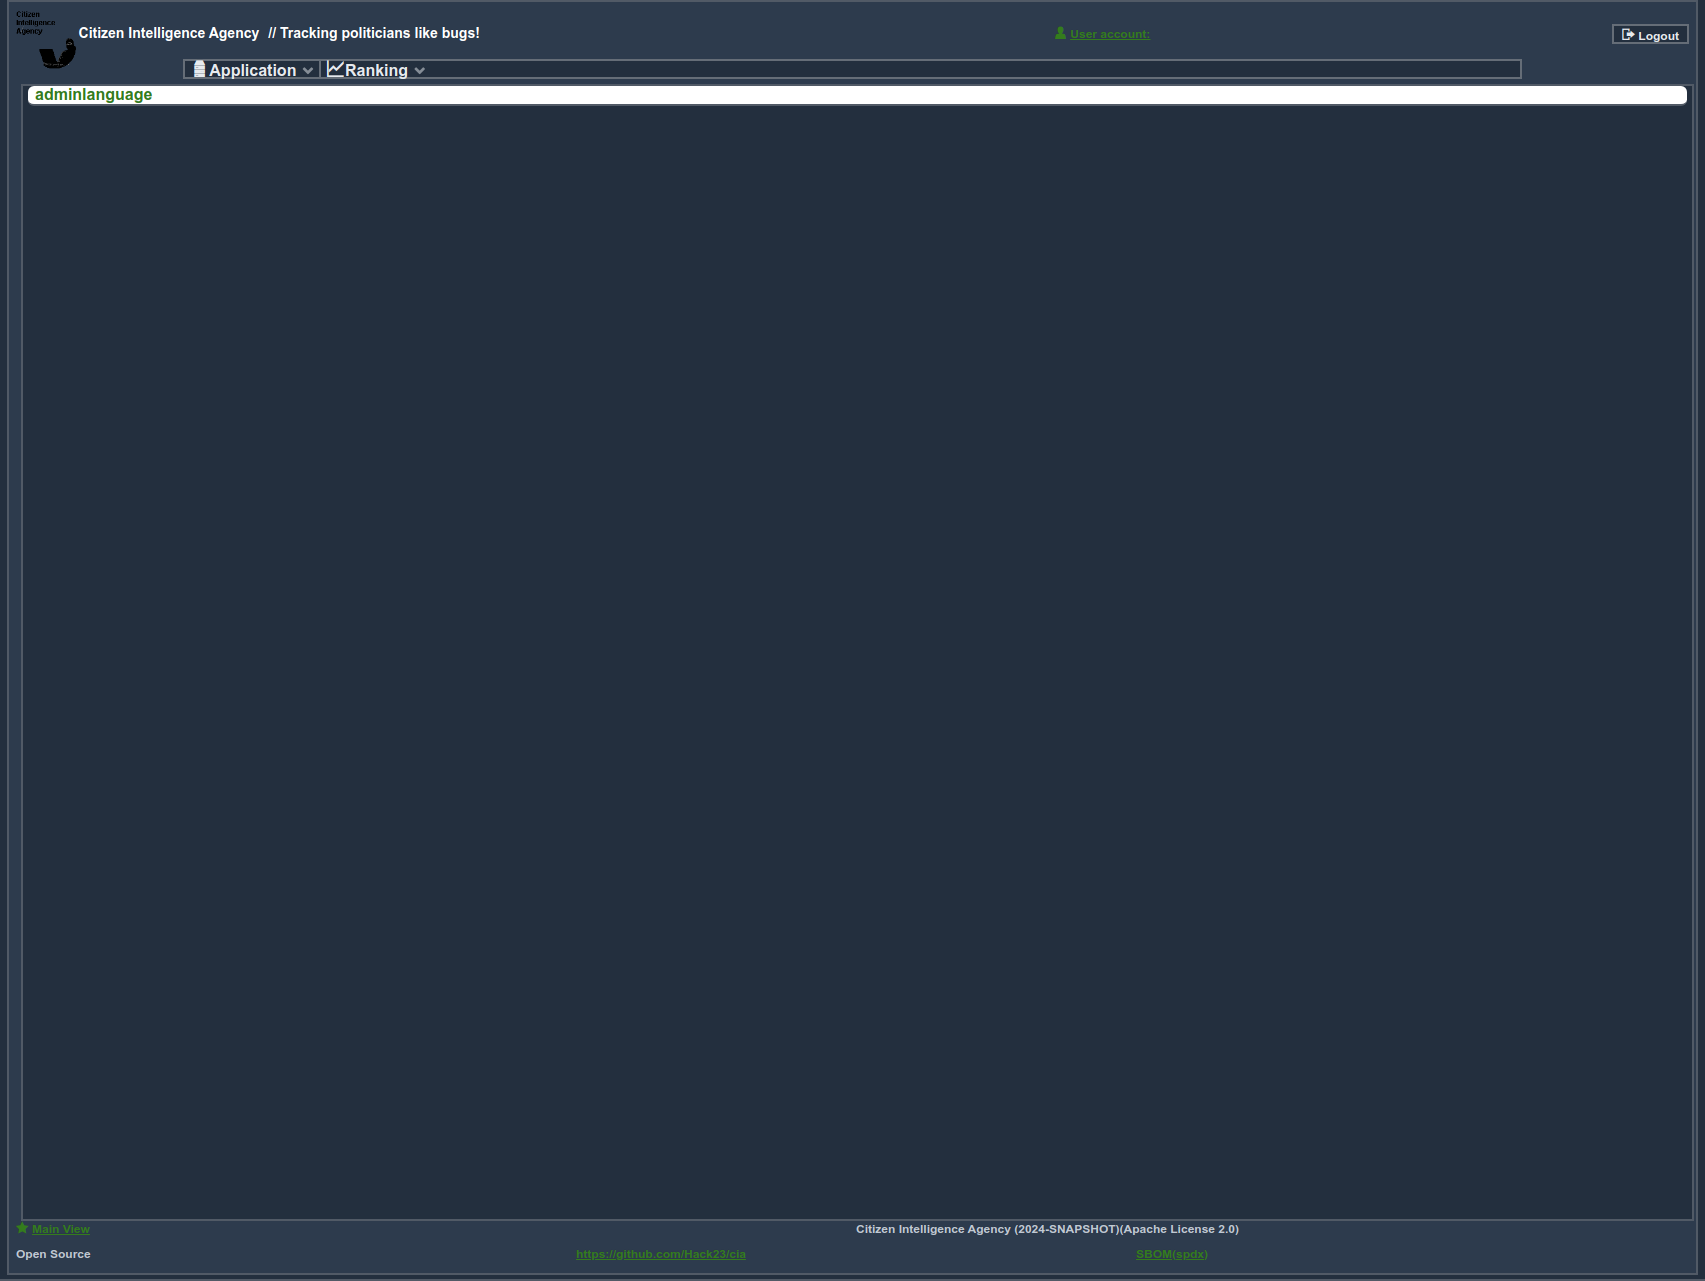 Citizen
Intelligence
Agency
Citizen Intelligence Agency // Tracking politicians like bugs!
User account:
Logout
Application
Ranking
adminlanguage
Main View
Citizen Intelligence Agency (2024-SNAPSHOT)(Apache License 2.0)
Open Source
https://github.com/Hack23/cia
SBOM(spdx)